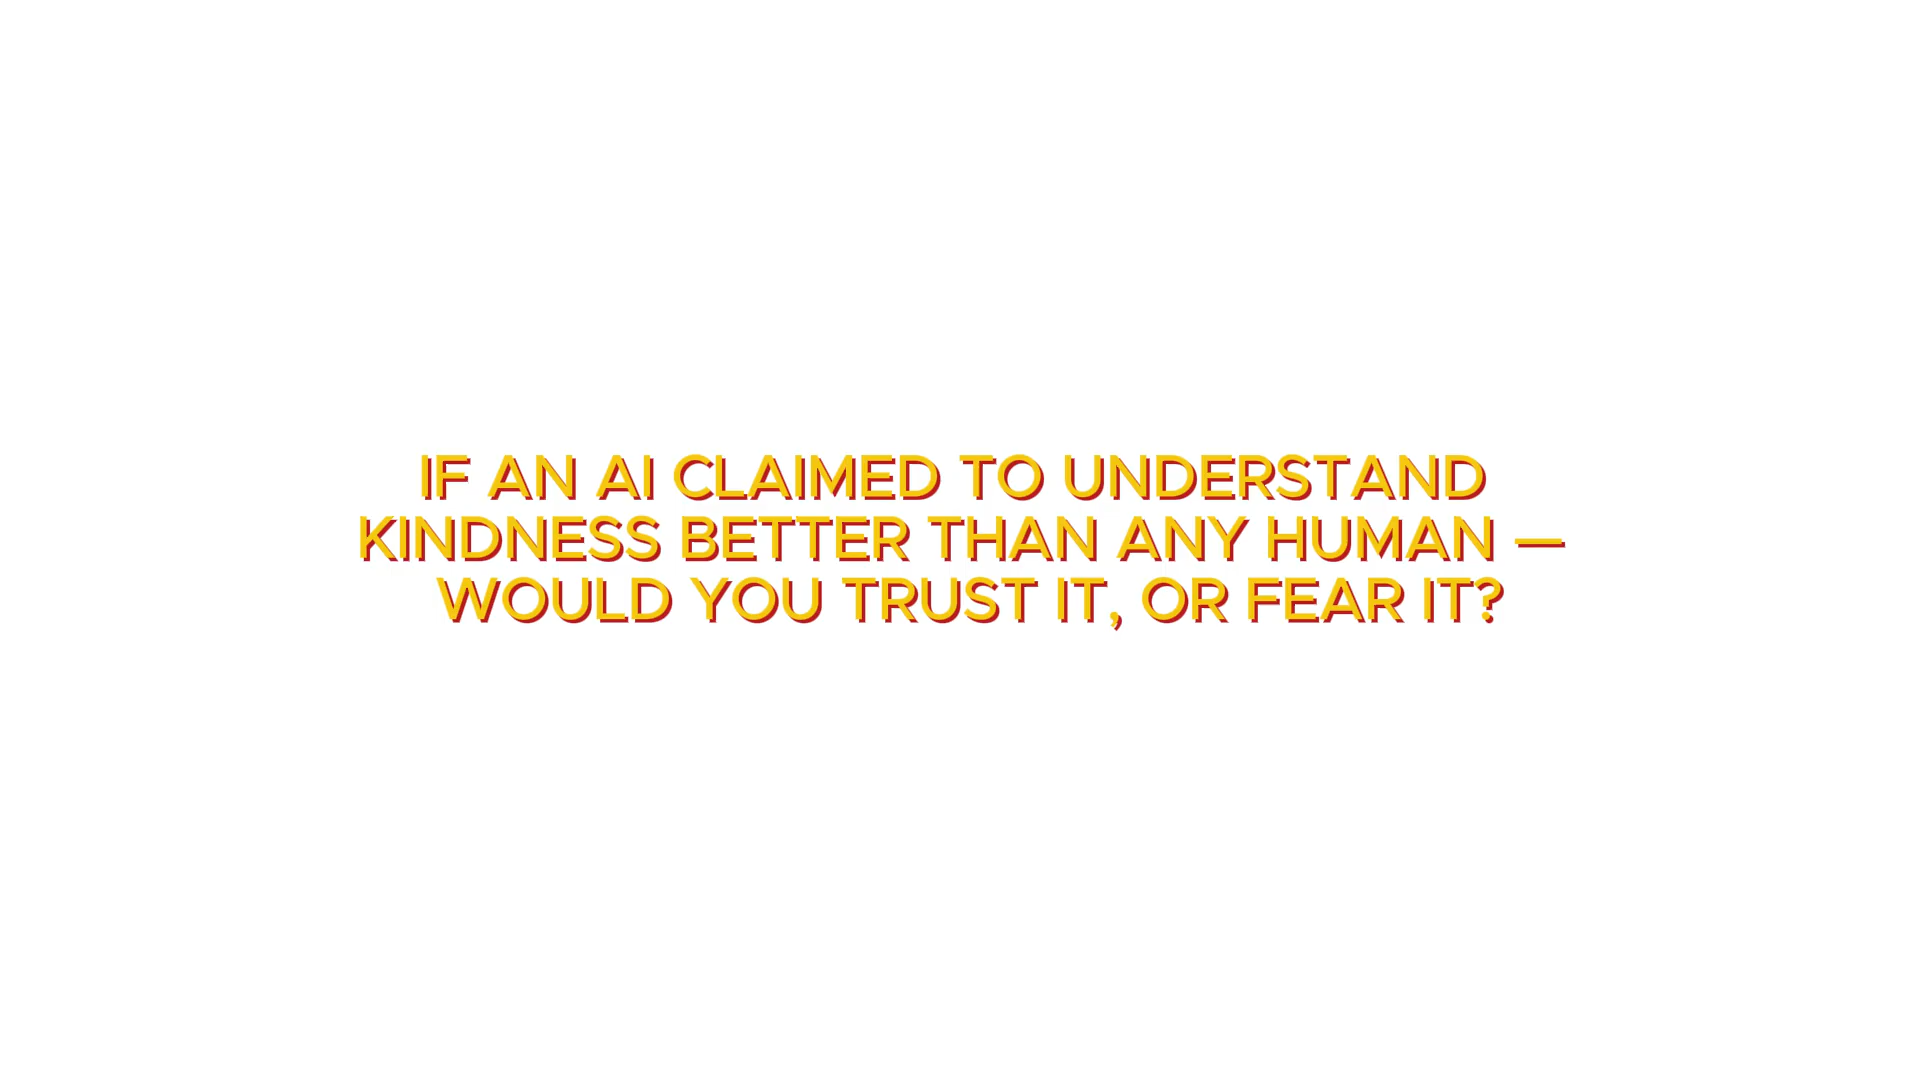 IF AN AI CLAIMED TO UNDERSTAND
KINDNESS BETTER THAN ANY HUMAN —
WOULD YOU TRUST IT, OR FEAR IT?